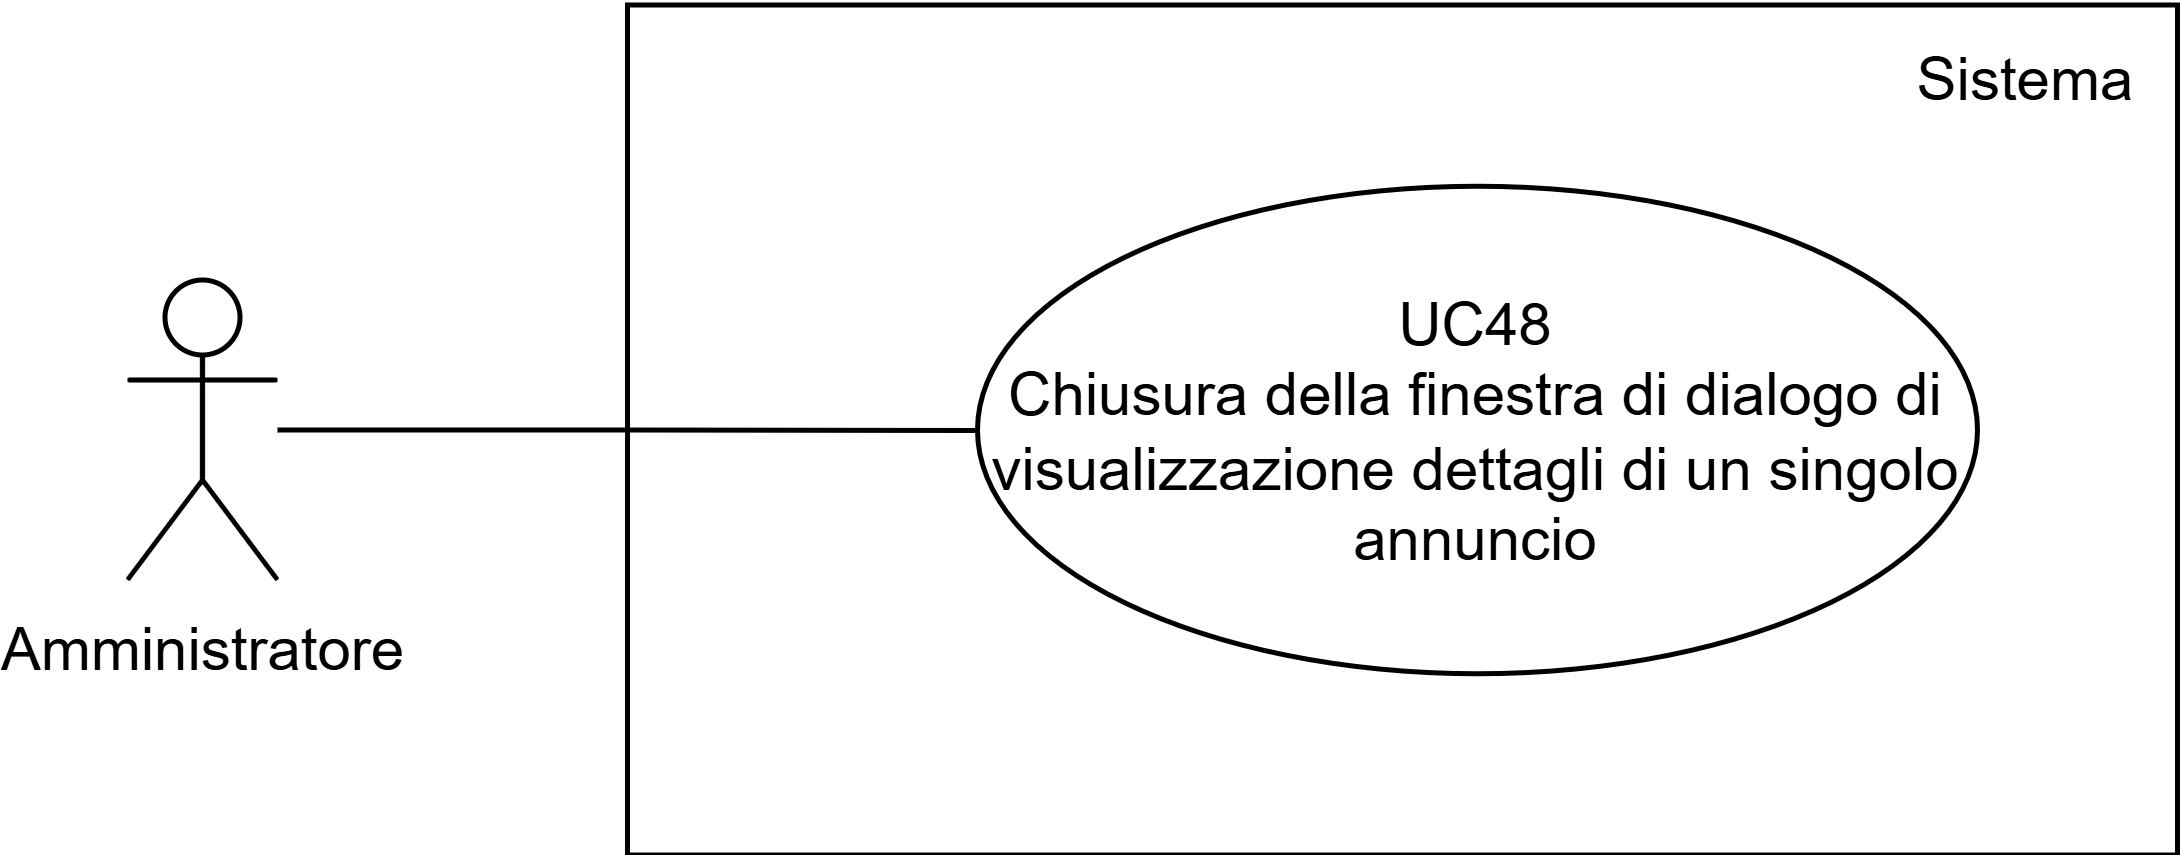 Sistema
UC48
Chiusura della finestra di dialogo di
visualizzazione dettagli di un singolo
annuncio
Amministratore